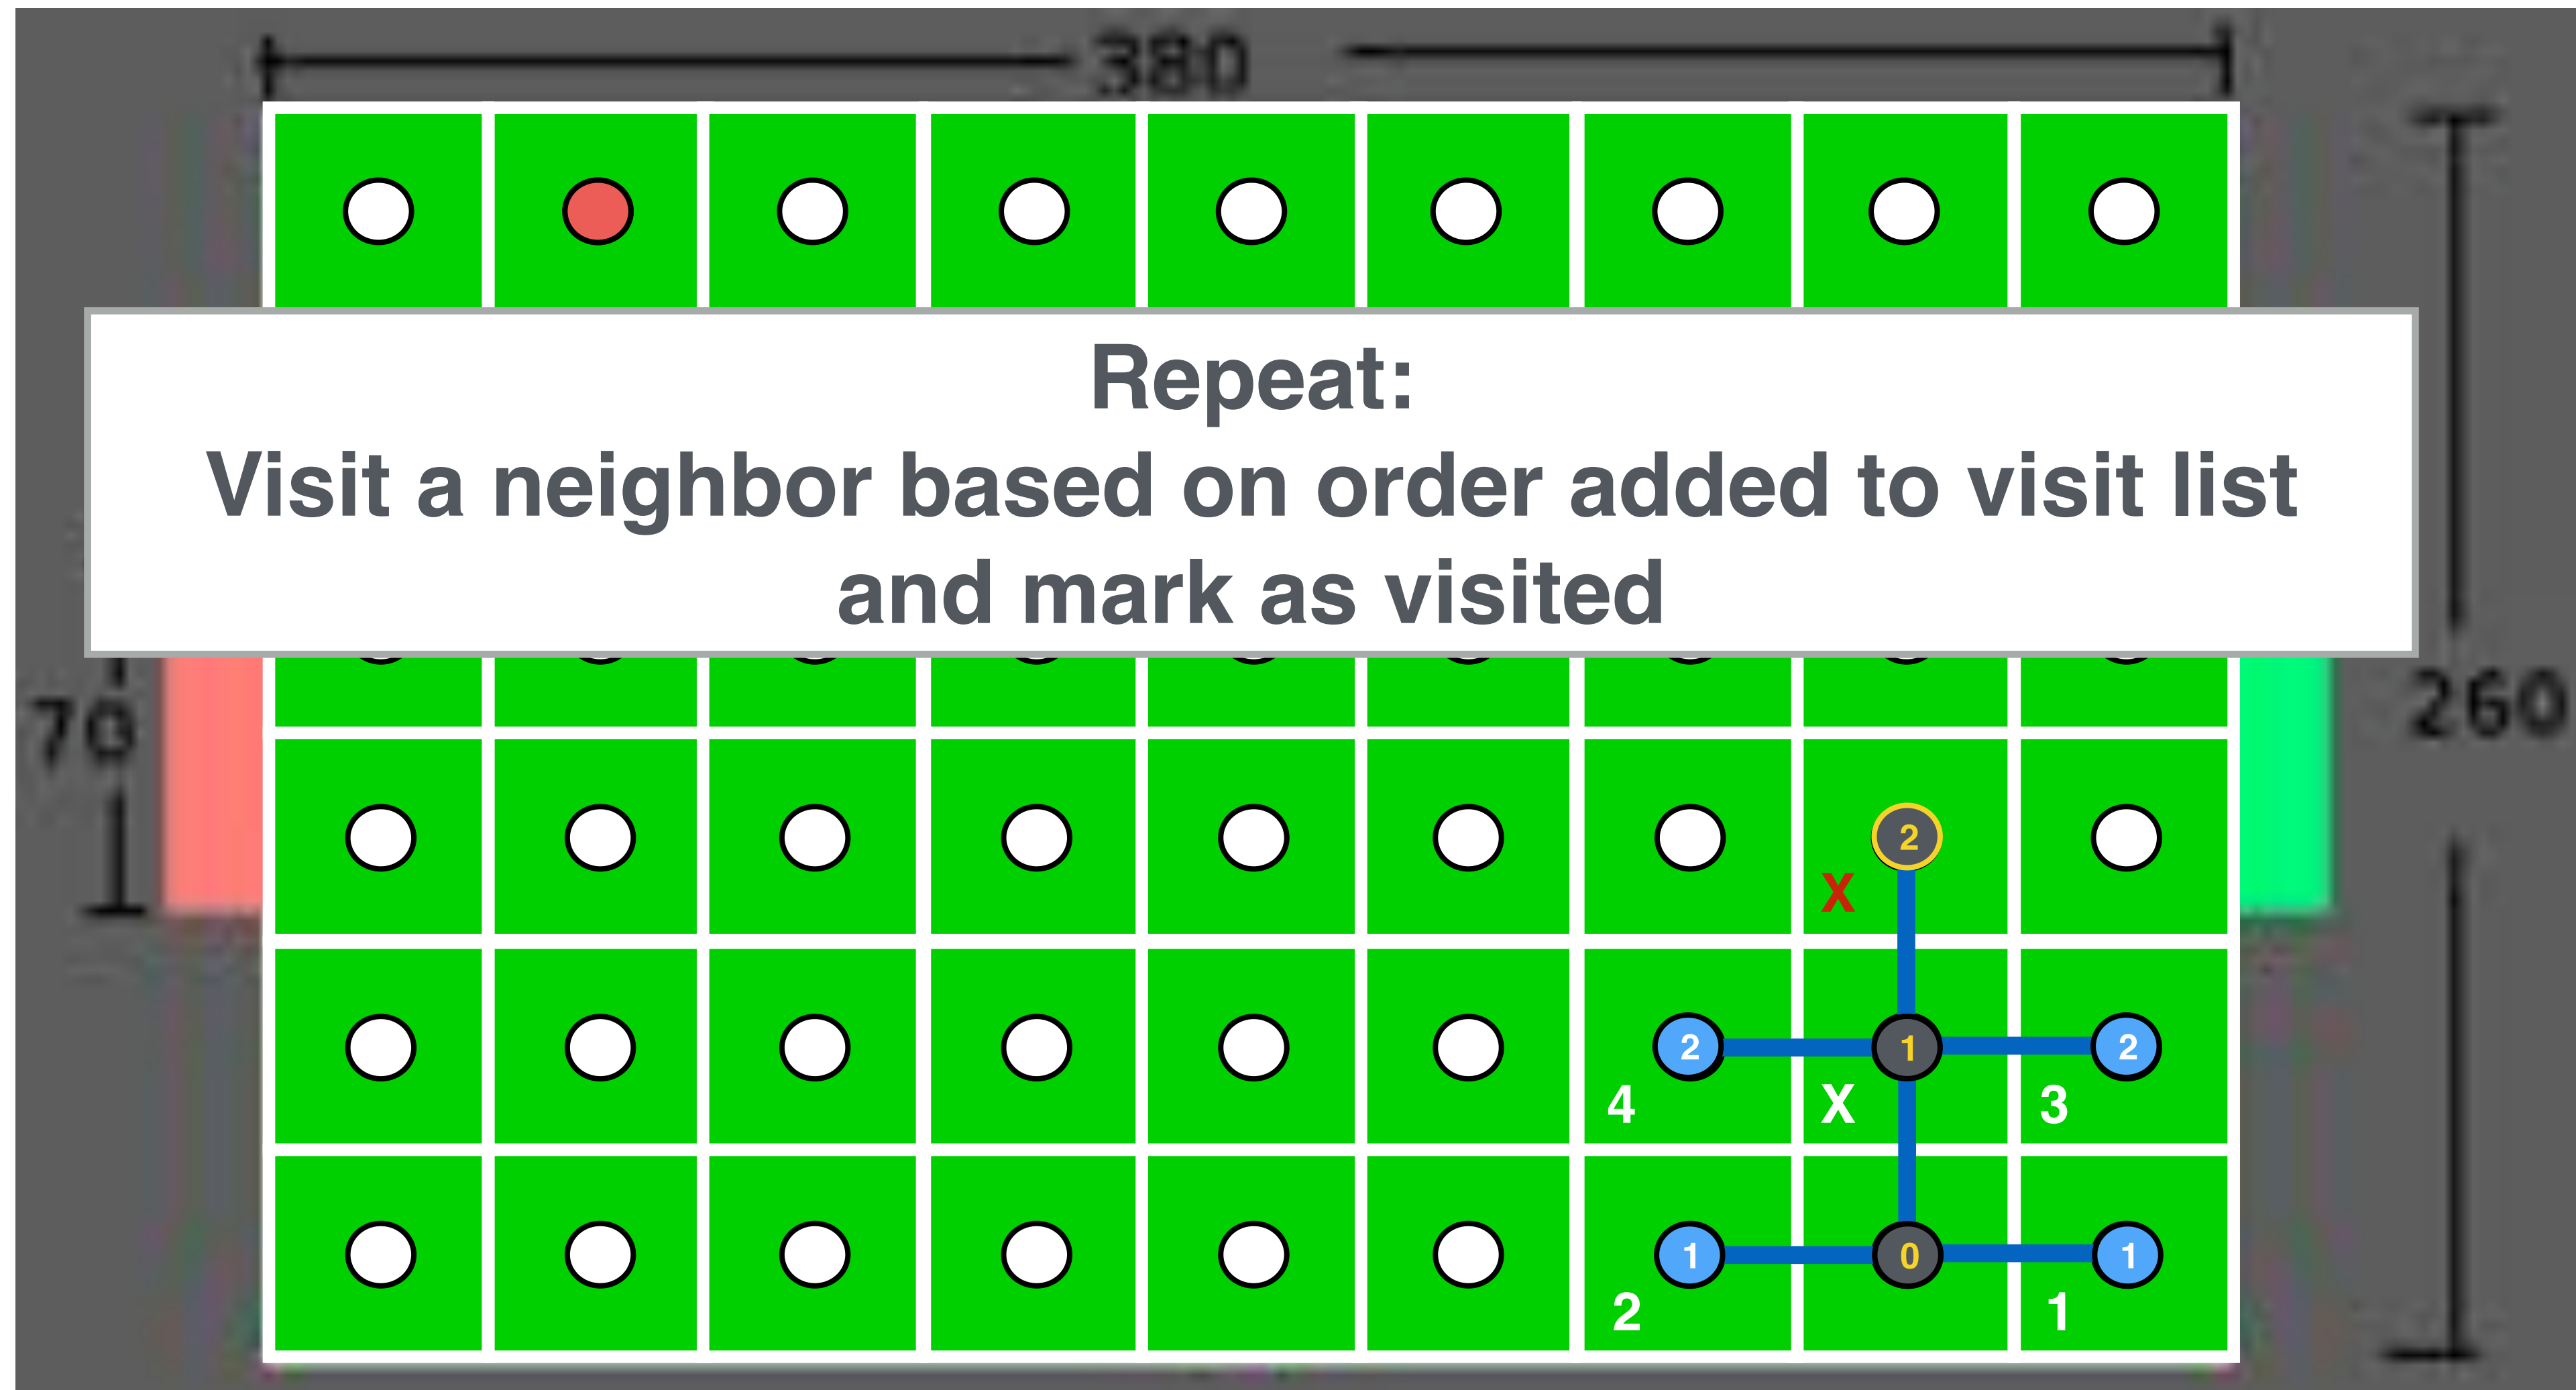 380
Repeat:
Visit a neighbor based on order added to visit list
and mark as visited
70
260
2
X
2
1
2
4
X
3
1
0
1
2
1